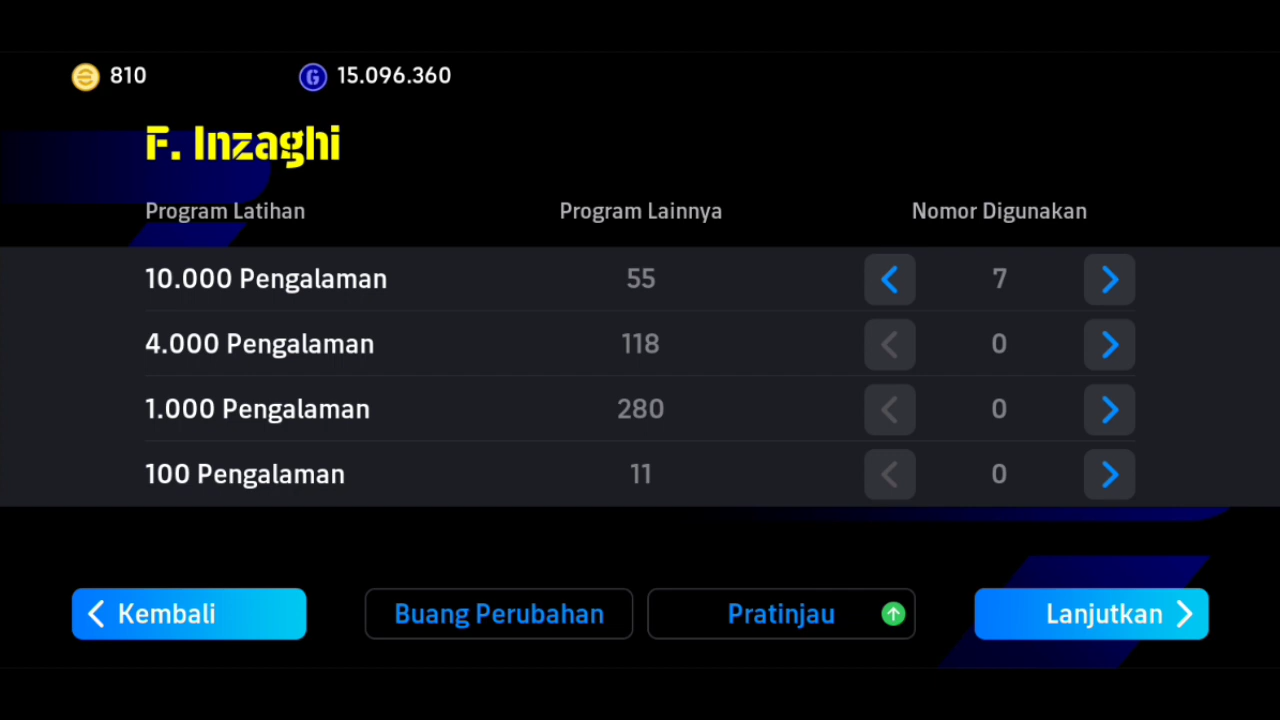 810 15.096.360
F. Inzaghi
Program Latihan Program Lainnya Nomor Digunakan
10.000 Pengalaman 55 7
4.000 Pengalaman 118 0
1.000 Pengalaman 280 0
100 Pengalaman 11 0
Kembali Buang Perubahan Pratinjau Lanjutkan